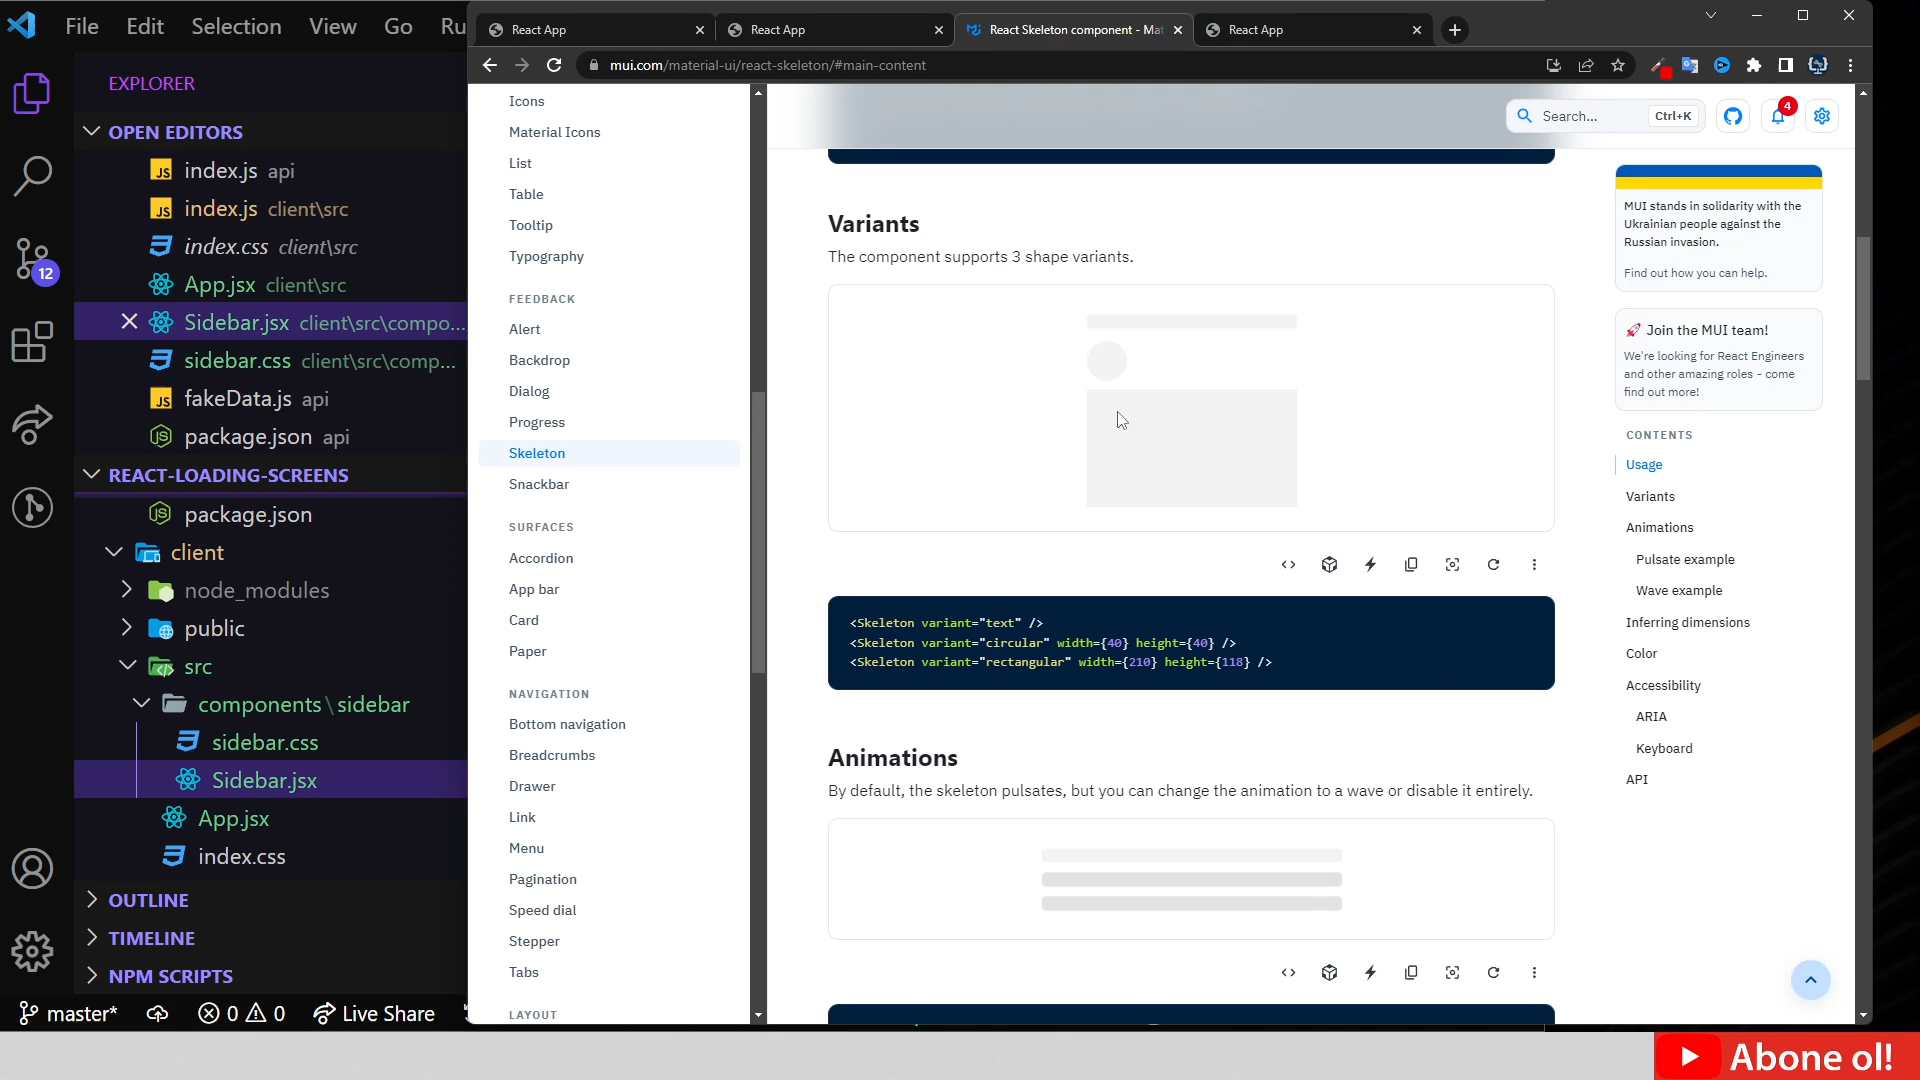 File Edit Selection View Go Ru
EXPLORER
OPEN EDITORS
JS index.js api
JS index.js client\src
index.css client\src
App.jsx client\src
Sidebar.jsx client\src\compo...
sidebar.css client\src\comp...
JS fakeData.js api
package.json api
12
REACT-LOADING-SCREENS
package.json
client
node_modules
public
src
components\sidebar
sidebar.css
Sidebar.jsx
App.jsx
index.css
OUTLINE
TIMELINE
NPM SCRIPTS
master* 0 0 Live Share
React App
React App
React Skeleton component - Mat
React App
mui.com/material-ui/react-skeleton/#main-content
Icons
Material Icons
List
Table
Tooltip
Typography
FEEDBACK
Alert
Backdrop
Dialog
Progress
Skeleton
Snackbar
SURFACES
Accordion
App bar
Card
Paper
NAVIGATION
Bottom navigation
Breadcrumbs
Drawer
Link
Menu
Pagination
Speed dial
Stepper
Tabs
LAYOUT
Search... Ctrl+K
4
Variants
The component supports 3 shape variants.
<Skeleton variant="text" />
<Skeleton variant="circular" width={40} height={40} />
<Skeleton variant="rectangular" width={210} height={118} />
Animations
By default, the skeleton pulsates, but you can change the animation to a wave or disable it entirely.
MUI stands in solidarity with the
Ukrainian people against the
Russian invasion.
Find out how you can help.
🚀 Join the MUI team!
We're looking for React Engineers
and other amazing roles - come
find out more!
CONTENTS
Usage
Variants
Animations
Pulsate example
Wave example
Inferring dimensions
Color
Accessibility
ARIA
Keyboard
API
Abone ol!